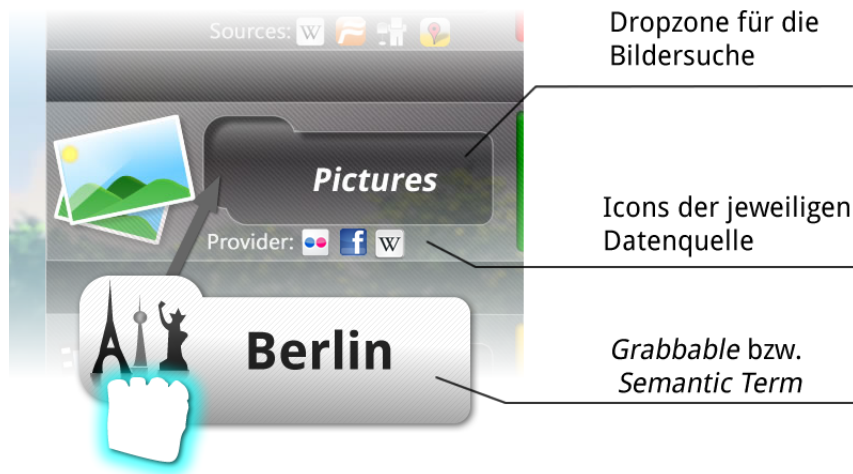 Sources: W
Dropzone für die
Bildersuche
Pictures
Icons der jeweiligen
Datenquelle
Provider: f W
Grabbable bzw.
Semantic Term
Berlin